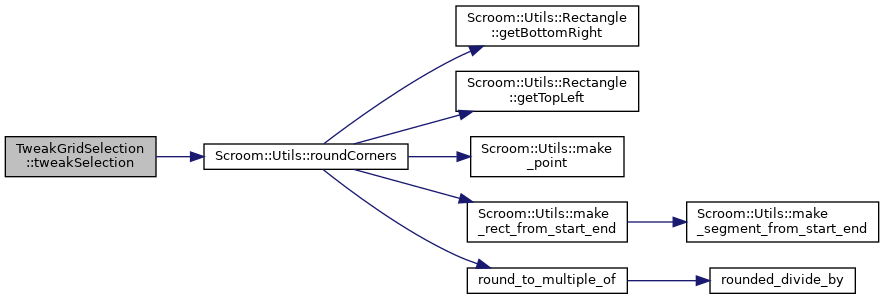 TweakGridSelection
::tweakSelection
Scroom::Utils::roundCorners
Scroom::Utils::Rectangle
::getBottomRight
Scroom::Utils::Rectangle
::getTopLeft
Scroom::Utils::make
_point
Scroom::Utils::make
_rect_from_start_end
Scroom::Utils::make
_segment_from_start_end
round_to_multiple_of
rounded_divide_by